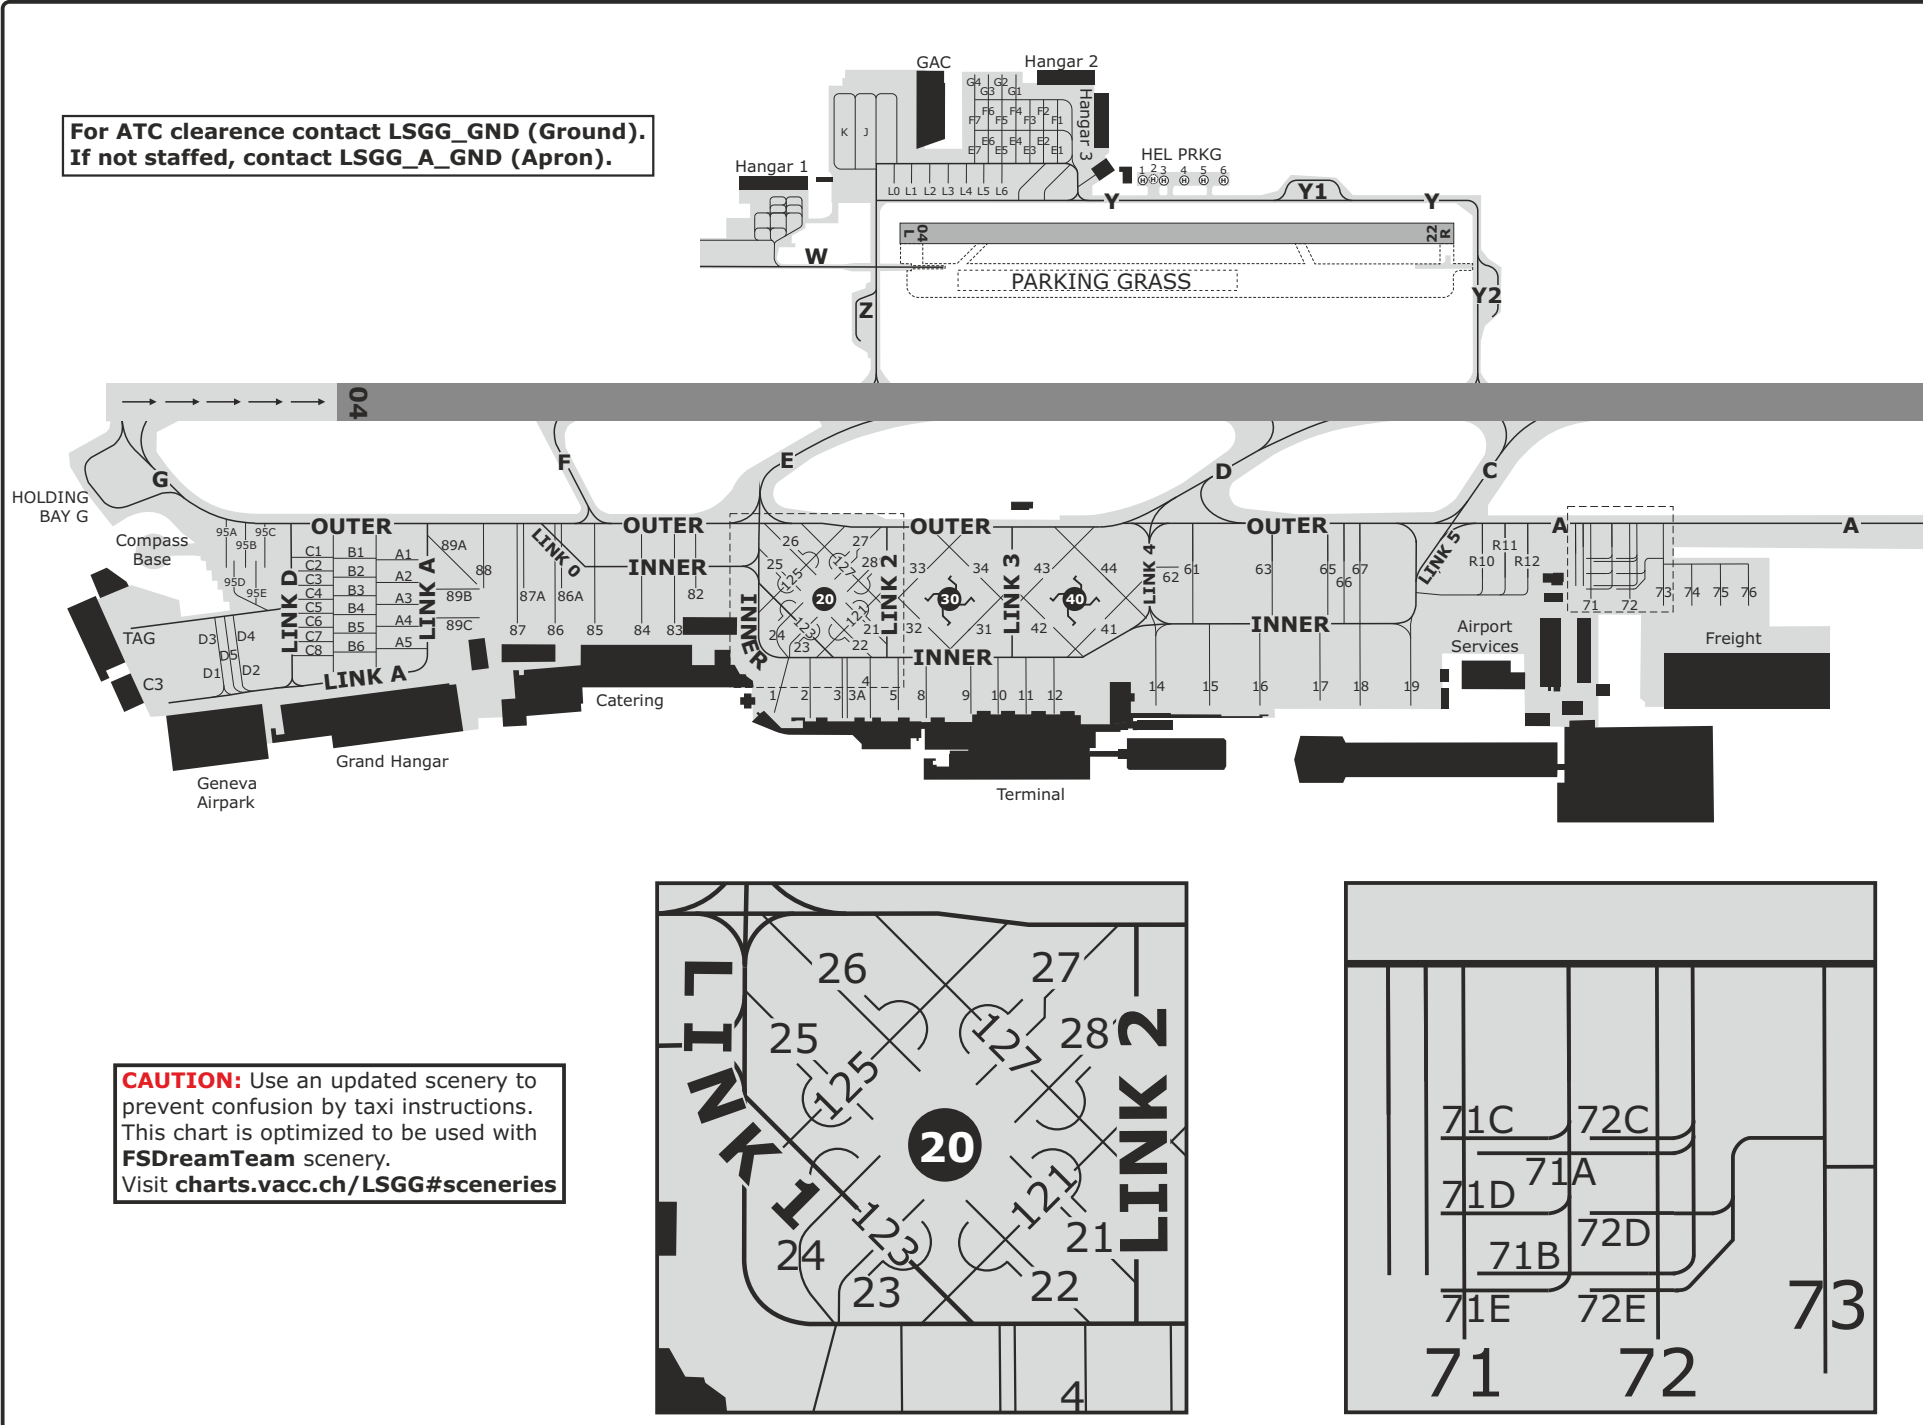 GAC
Hangar 2
G4
G2
G3
G1
F6
F4
F2
F7
F5
F3
F1
E6
E4
E2
E7
E5
E3
E1
Hangar 3
K
J
For ATC clearence contact LSGG_GND (Ground).
If not staffed, contact LSGG_A_GND (Apron).
Hangar 1
HEL PRKG
1
2
3
4
5
6
H
H
H
H
H
H
L0
L1
L2
L3
L4
L5
L6
Y
Y1
Y
04
L
22
R
W
PARKING GRASS
Z
Y2
04
G
F
E
D
C
HOLDING
BAY G
Compass
Base
OUTER
OUTER
OUTER
OUTER
A
A
95A
95B
95C
95D
95E
LINK D
C1
C2
C3
C4
C5
C6
C7
C8
B1
B2
B3
B4
B5
B6
A1
A2
A3
A4
A5
LINK A
89A
89B
89C
88
87A
86A
LINK 0
INNER
82
87
86
85
84
83
INNER
26
27
25
28
125
127
20
123
121
24
23
22
21
LINK 2
33
34
30
32
31
LINK 3
43
44
40
42
41
LINK 4
62
61
63
65
66
67
LINK 5
R10
R11
R12
71
72
73
74
75
76
TAG
C3
D3
D4
D5
D1
D2
LINK A
INNER
INNER
1
2
3
3A
4
5
8
9
10
11
12
14
15
16
17
18
19
Airport
Services
Freight
Catering
Grand Hangar
Geneva
Airpark
Terminal
LINK 1
26
27
25
28
125
127
20
LINK 2
123
121
24
21
23
22
4
71C
72C
71A
71D
72D
71B
71E
72E
73
71
72
CAUTION: Use an updated scenery to
prevent confusion by taxi instructions.
This chart is optimized to be used with
FSDreamTeam scenery.
Visit charts.vacc.ch/LSGG#sceneries